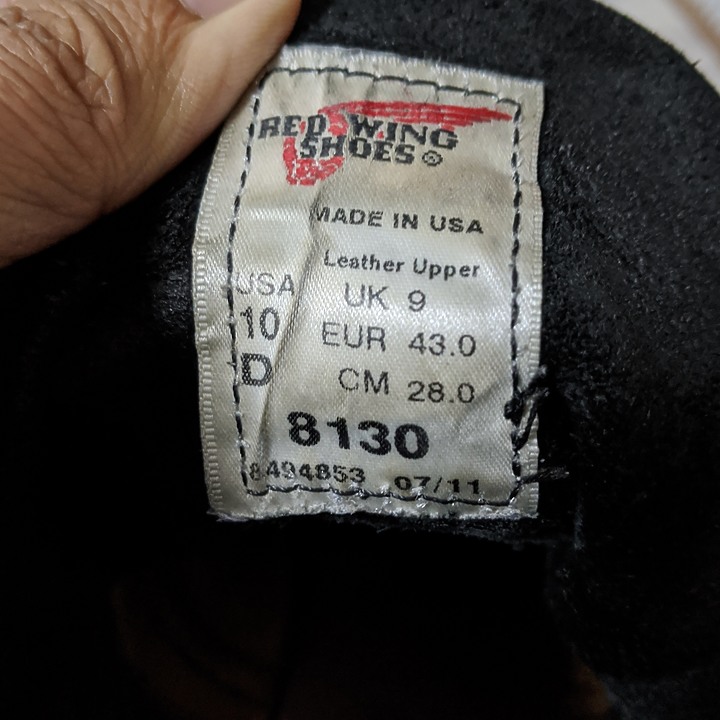 RED WING
SHOES®
MADE IN USA
Leather Upper
USA
10
D
UK 9
EUR 43.0
CM 28.0
8130
8494853 07/11